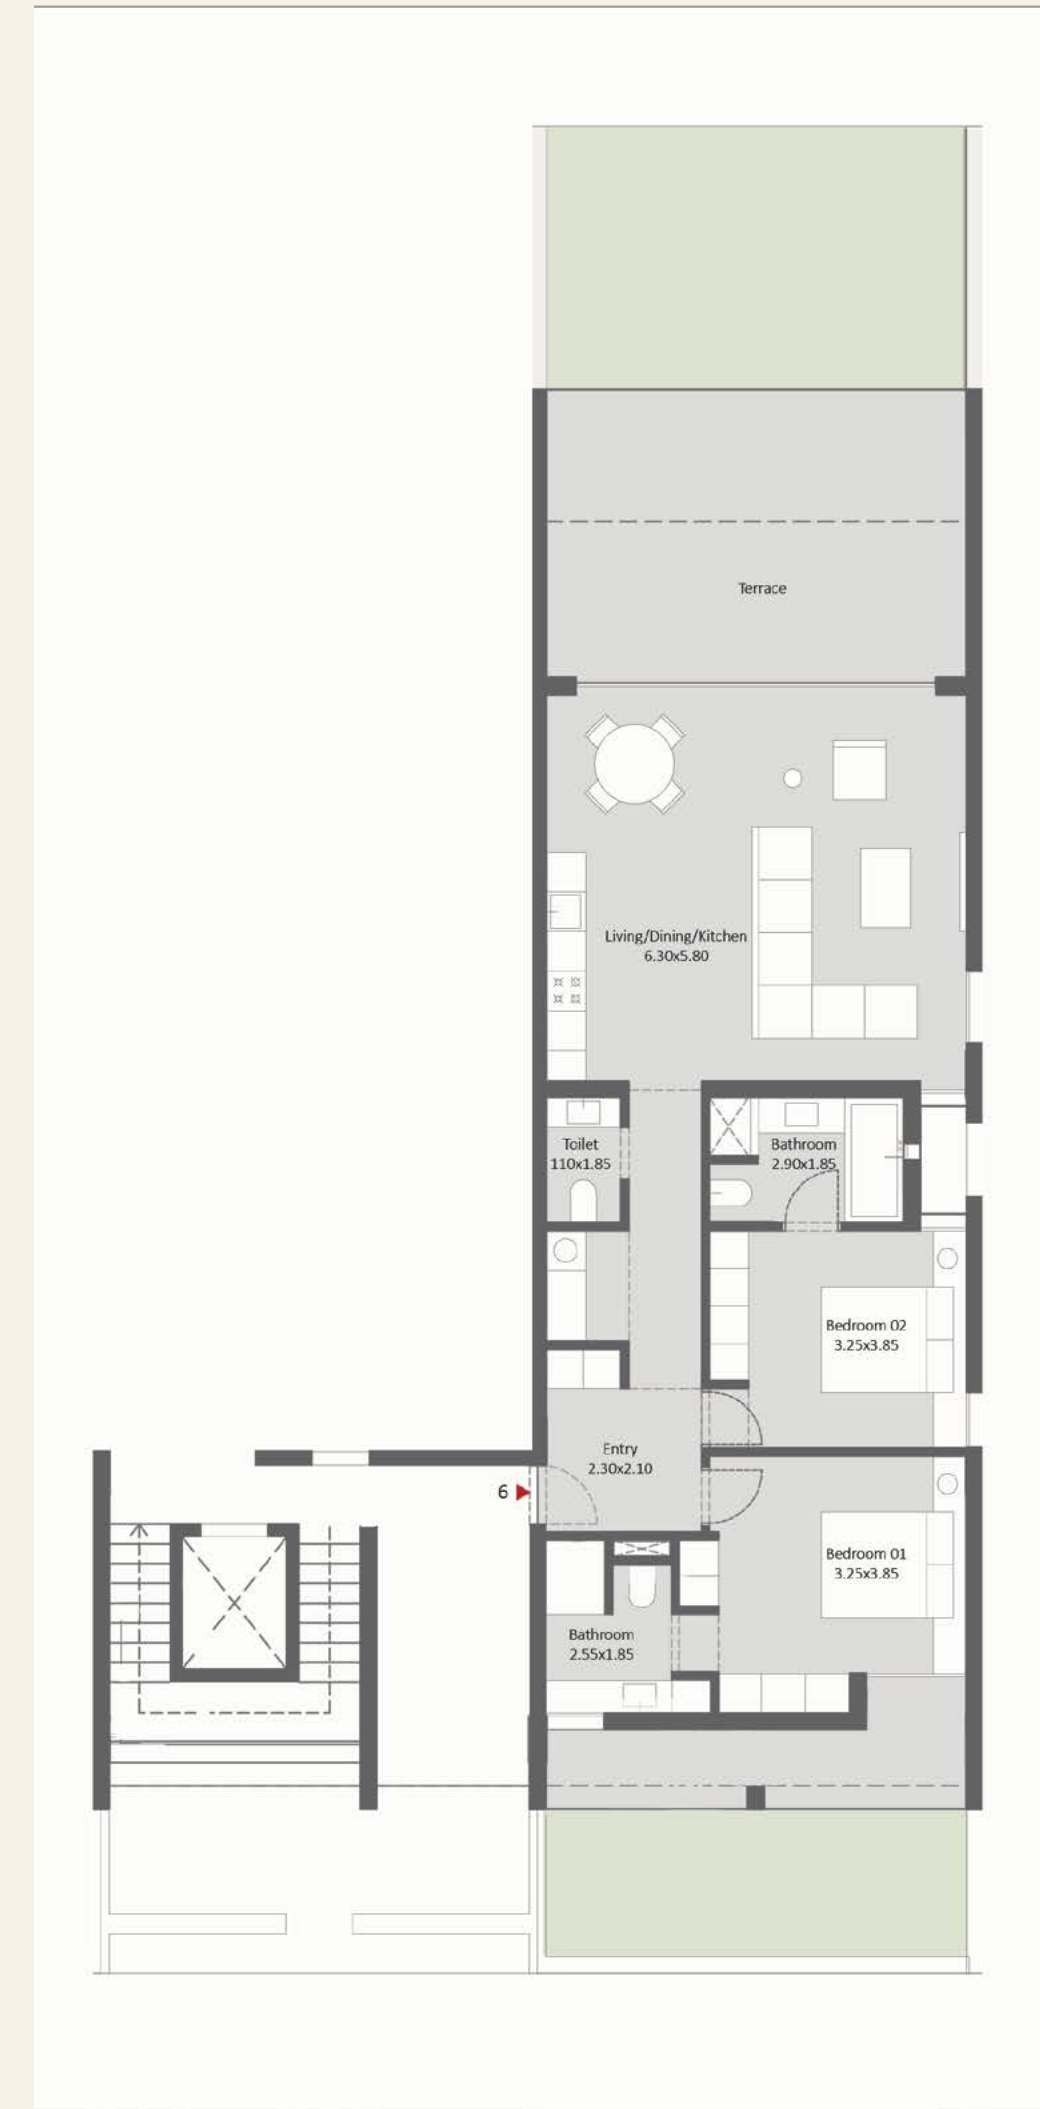 Terrace
Living/Dining/Kitchen
6.30x5.80
Toilet
110x1.85
Bathroom
2.90x1.85
Bedroom 02
3.25x3.85
Entry
2.30x2.10
6
Bedroom 01
3.25x3.85
Bathroom
2.55x1.85